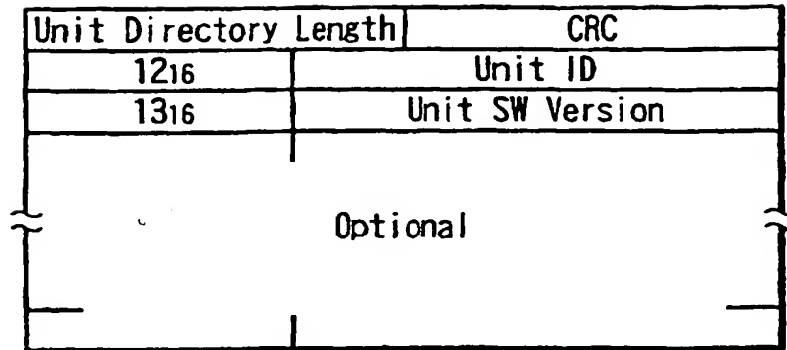 Unit Directory Length CRC
12₁₆ Unit ID
13₁₆ Unit SW Version
Optional